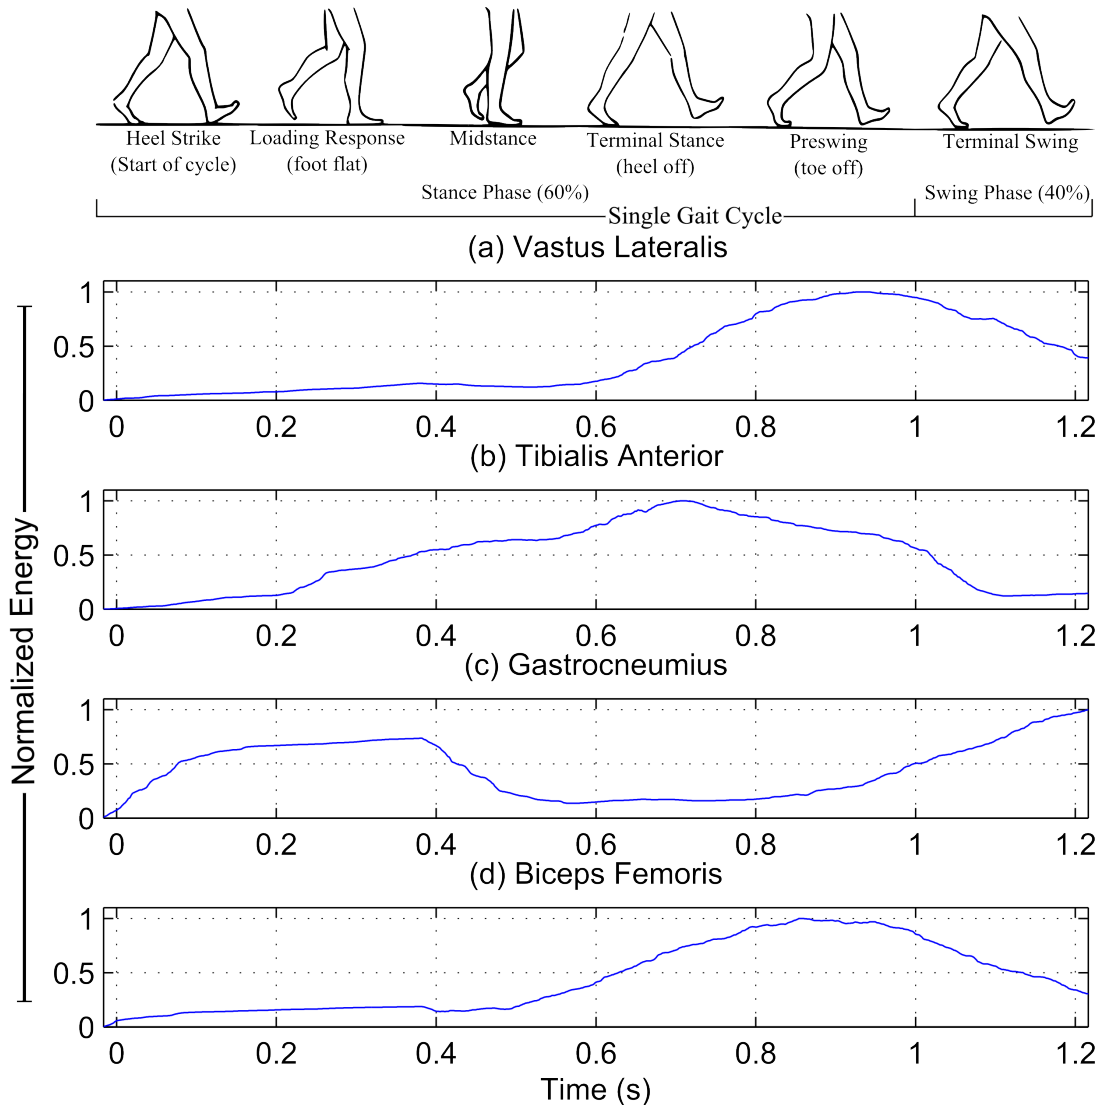 Heel Strike Loading Response Midstance Terminal Stance Preswing Terminal Swing
(Start of cycle) (foot flat) (heel off) (toe off)
Stance Phase (60%) Swing Phase (40%)
Single Gait Cycle
(a) Vastus Lateralis
1
0.5
0
0 0.2 0.4 0.6 0.8 1 1.2
(b) Tibialis Anterior
1
0.5
0
0 0.2 0.4 0.6 0.8 1 1.2
(c) Gastrocneumius
1
0.5
0
0 0.2 0.4 0.6 0.8 1 1.2
(d) Biceps Femoris
1
0.5
0
0 0.2 0.4 0.6 0.8 1 1.2
Time (s)
Normalized Energy